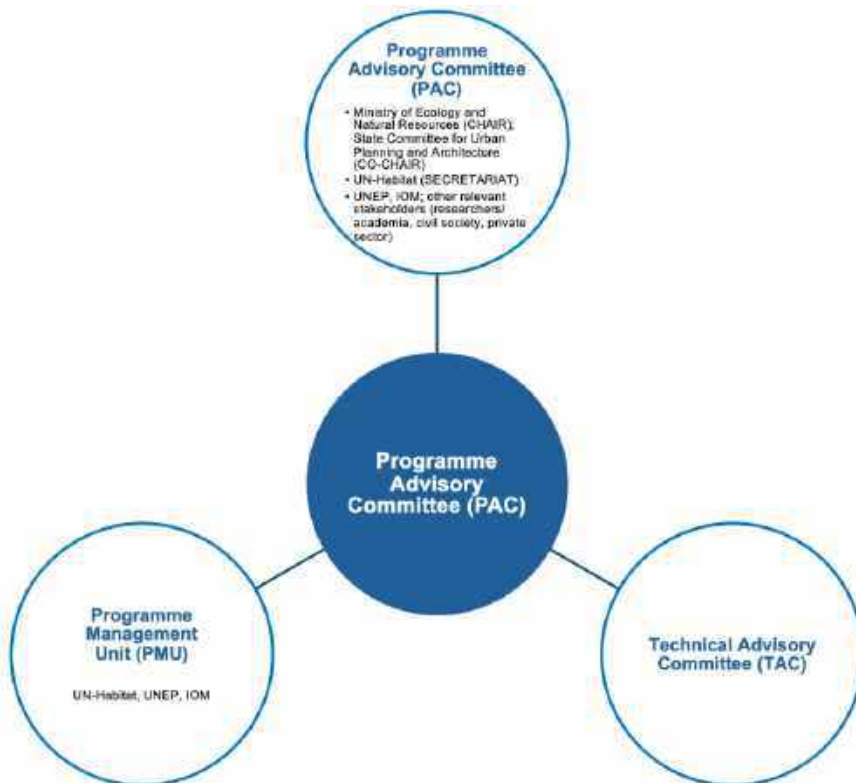 Programme
Advisory Committee
(PAC)
• Ministry of Ecology and
Natural Resources (CHAIR);
State Committee for Urban
Planning and Architecture
(CO-CHAIR)
• UN-Habitat (SECRETARIAT)
• UNEP, IOM; other relevant
stakeholders (researchers/
academia, civil society, private
sector)
Programme
Advisory
Committee (PAC)
Programme
Management
Unit (PMU)
UN-Habitat, UNEP, IOM
Technical Advisory
Committee (TAC)